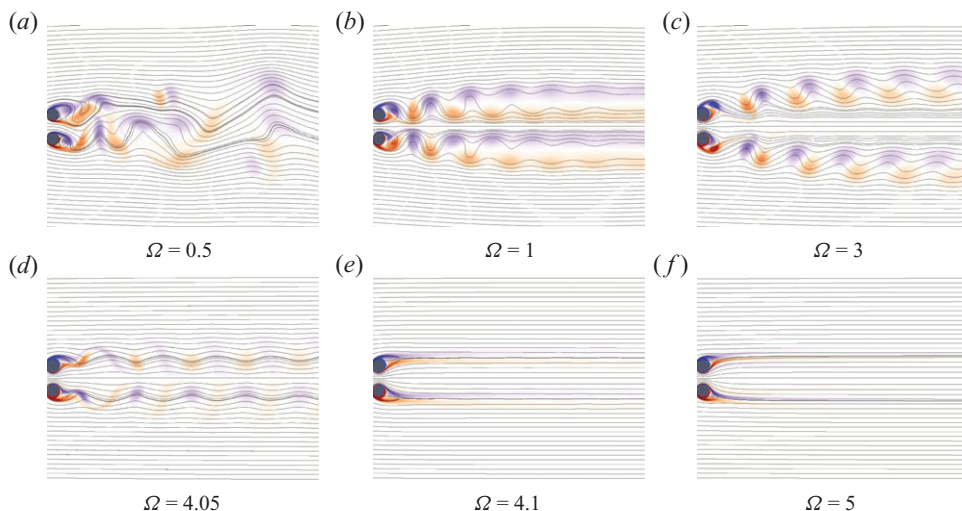 (a)
(b)
(c)
Ω = 0.5
Ω = 1
Ω = 3
(d)
(e)
(f)
Ω = 4.05
Ω = 4.1
Ω = 5